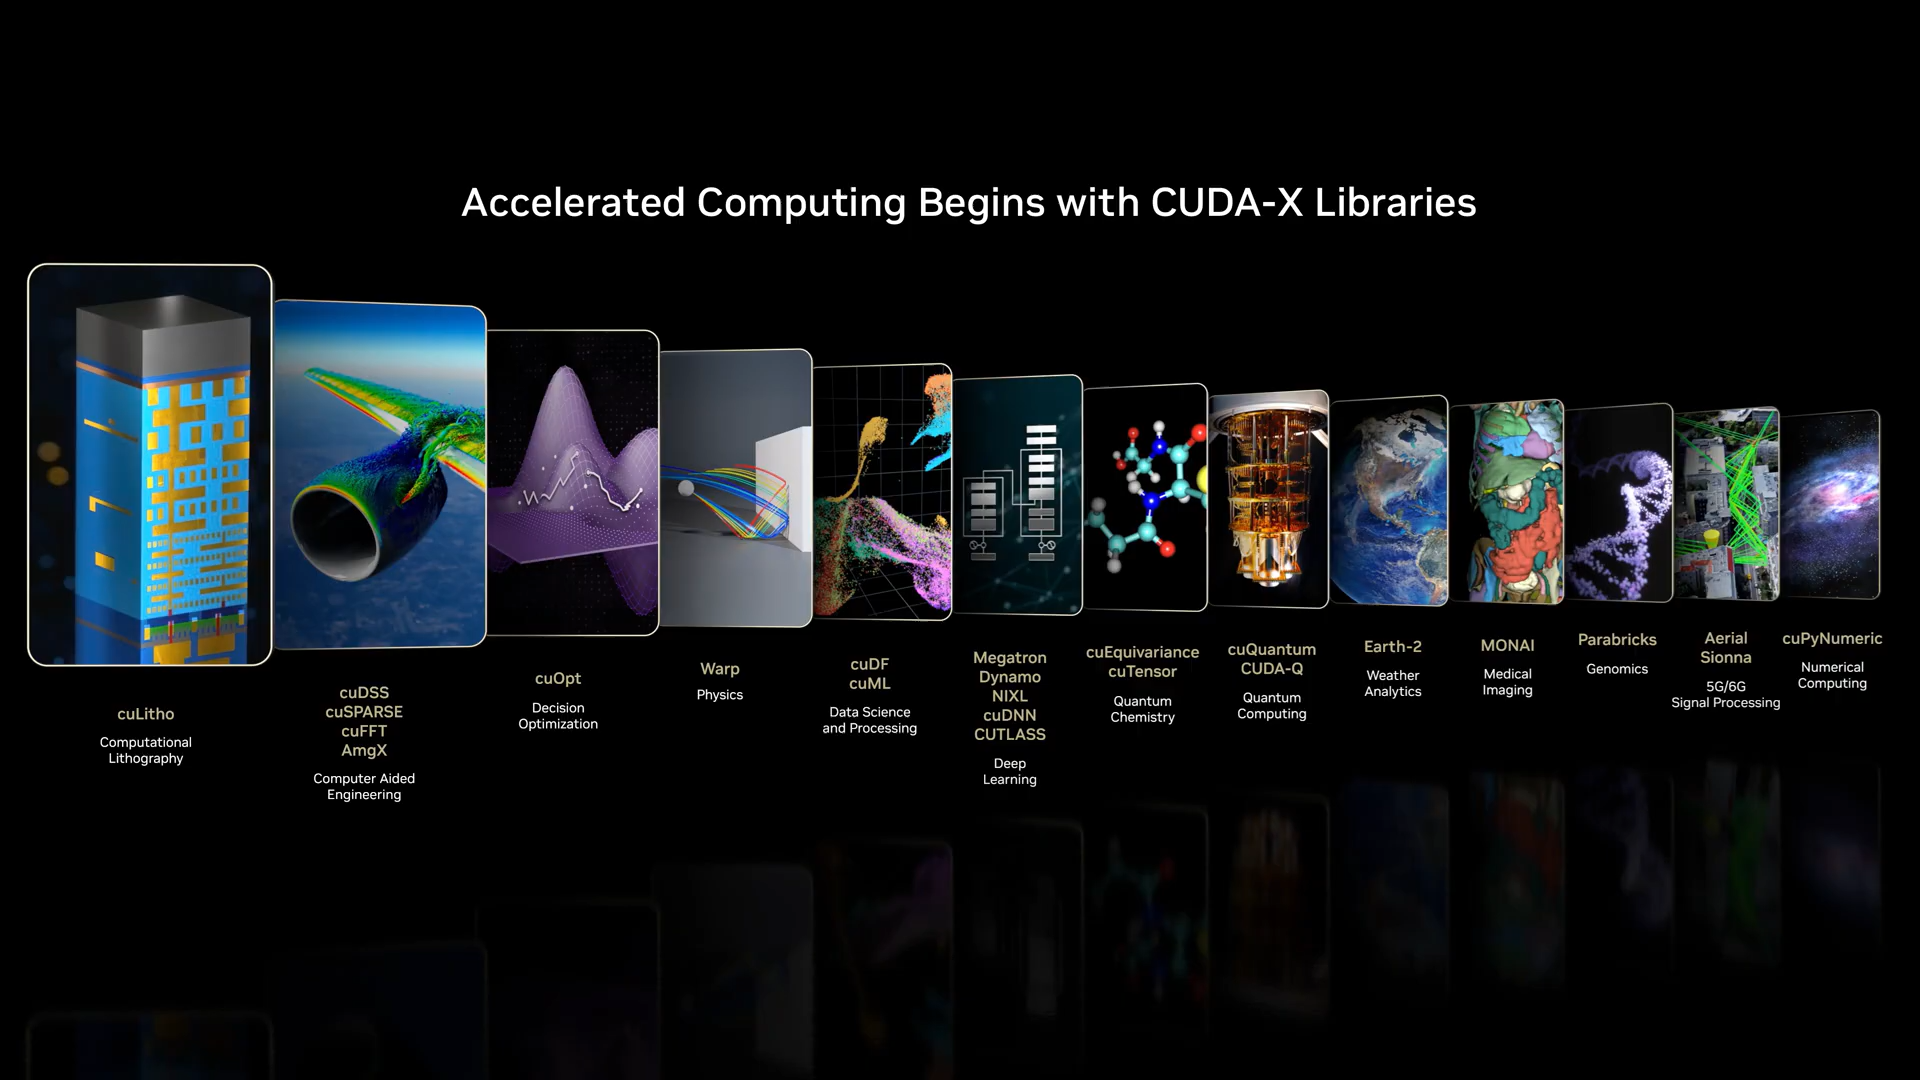 Accelerated Computing Begins with CUDA-X Libraries
cuLitho
Computational
Lithography
cuDSS
cuSPARSE
cuFFT
AmgX
Computer Aided
Engineering
cuOpt
Decision
Optimization
Warp
Physics
cuDF
cuML
Data Science
and Processing
Megatron
Dynamo
NIXL
cuDNN
CUTLASS
Deep
Learning
cuEquivariance
cuTensor
Quantum
Chemistry
cuQuantum
CUDA-Q
Quantum
Computing
Earth-2
Weather
Analytics
MONAI
Medical
Imaging
Parabricks
Genomics
Aerial
Sionna
5G/6G
Signal Processing
cuPyNumeric
Numerical
Computing